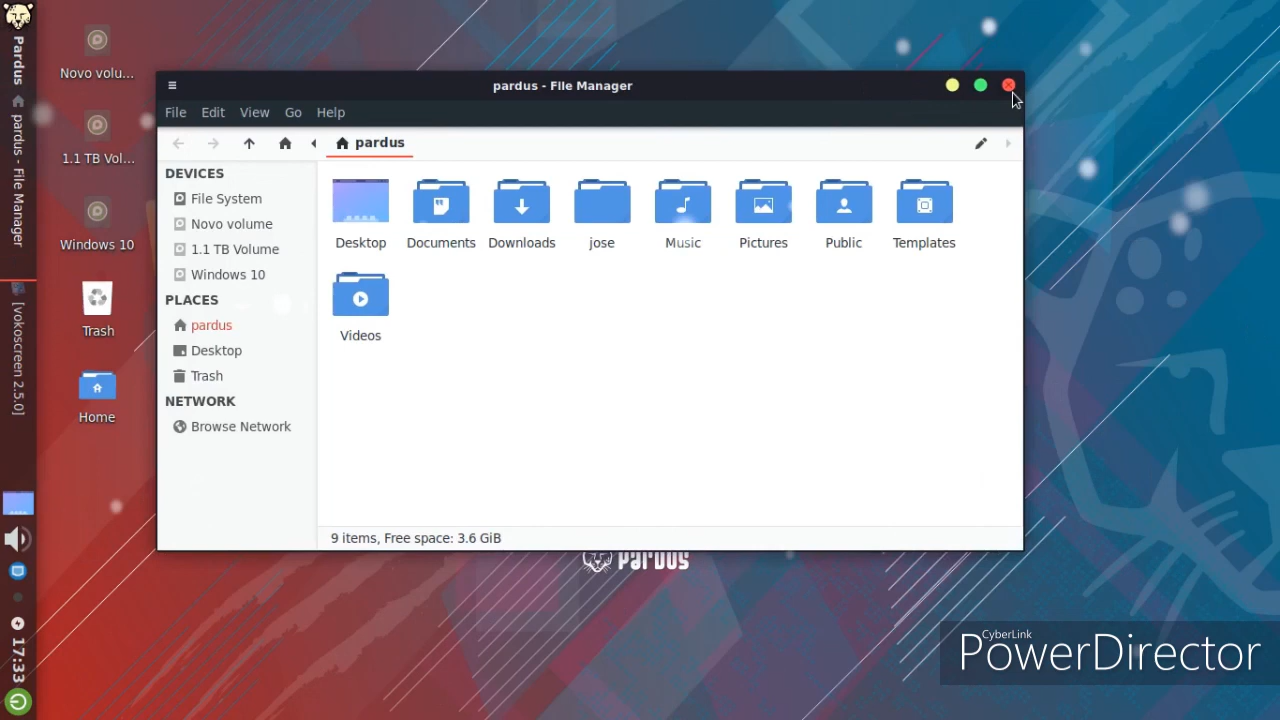 Pardus
pardus - File Manager
[vokoscreen 2.5.0]
17:33
Novo volu...
1.1 TB Vol...
Windows 10
Trash
Home
pardus - File Manager
File Edit View Go Help
pardus
DEVICES
File System
Novo volume
1.1 TB Volume
Windows 10
PLACES
pardus
Desktop
Trash
NETWORK
Browse Network
Desktop Documents Downloads jose Music Pictures Public Templates
Videos
9 items, Free space: 3.6 GiB
parDUS
CyberLink
PowerDirector